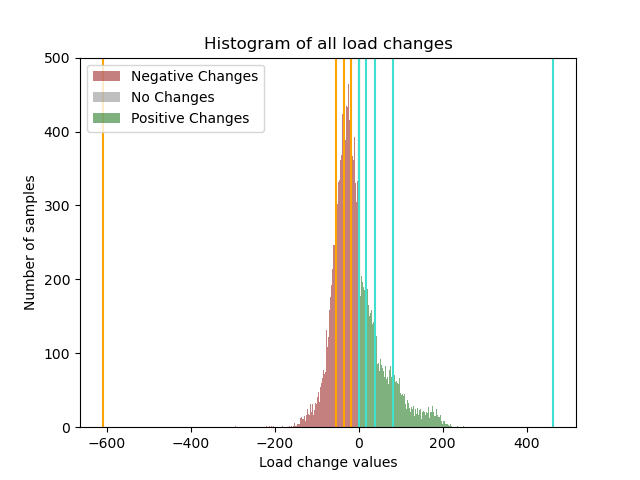 Histogram of all load changes
Negative Changes
No Changes
Positive Changes
Number of samples
500
400
300
200
100
0
−600
−400
−200
0
200
400
Load change values